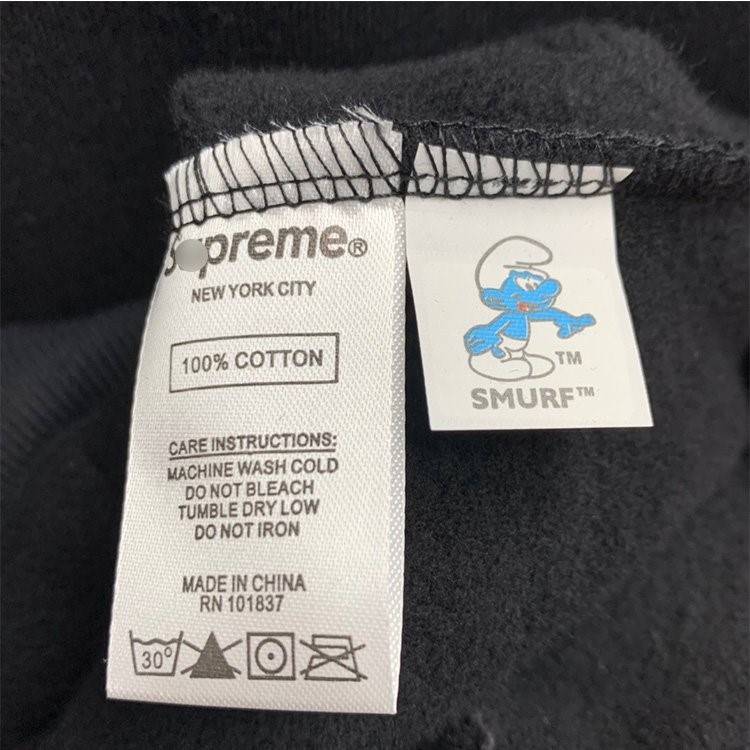 Supreme®
NEW YORK CITY
100% COTTON
CARE INSTRUCTIONS:
MACHINE WASH COLD
DO NOT BLEACH
TUMBLE DRY LOW
DO NOT IRON
MADE IN CHINA
RN 101837
30°
TM
SMURF™